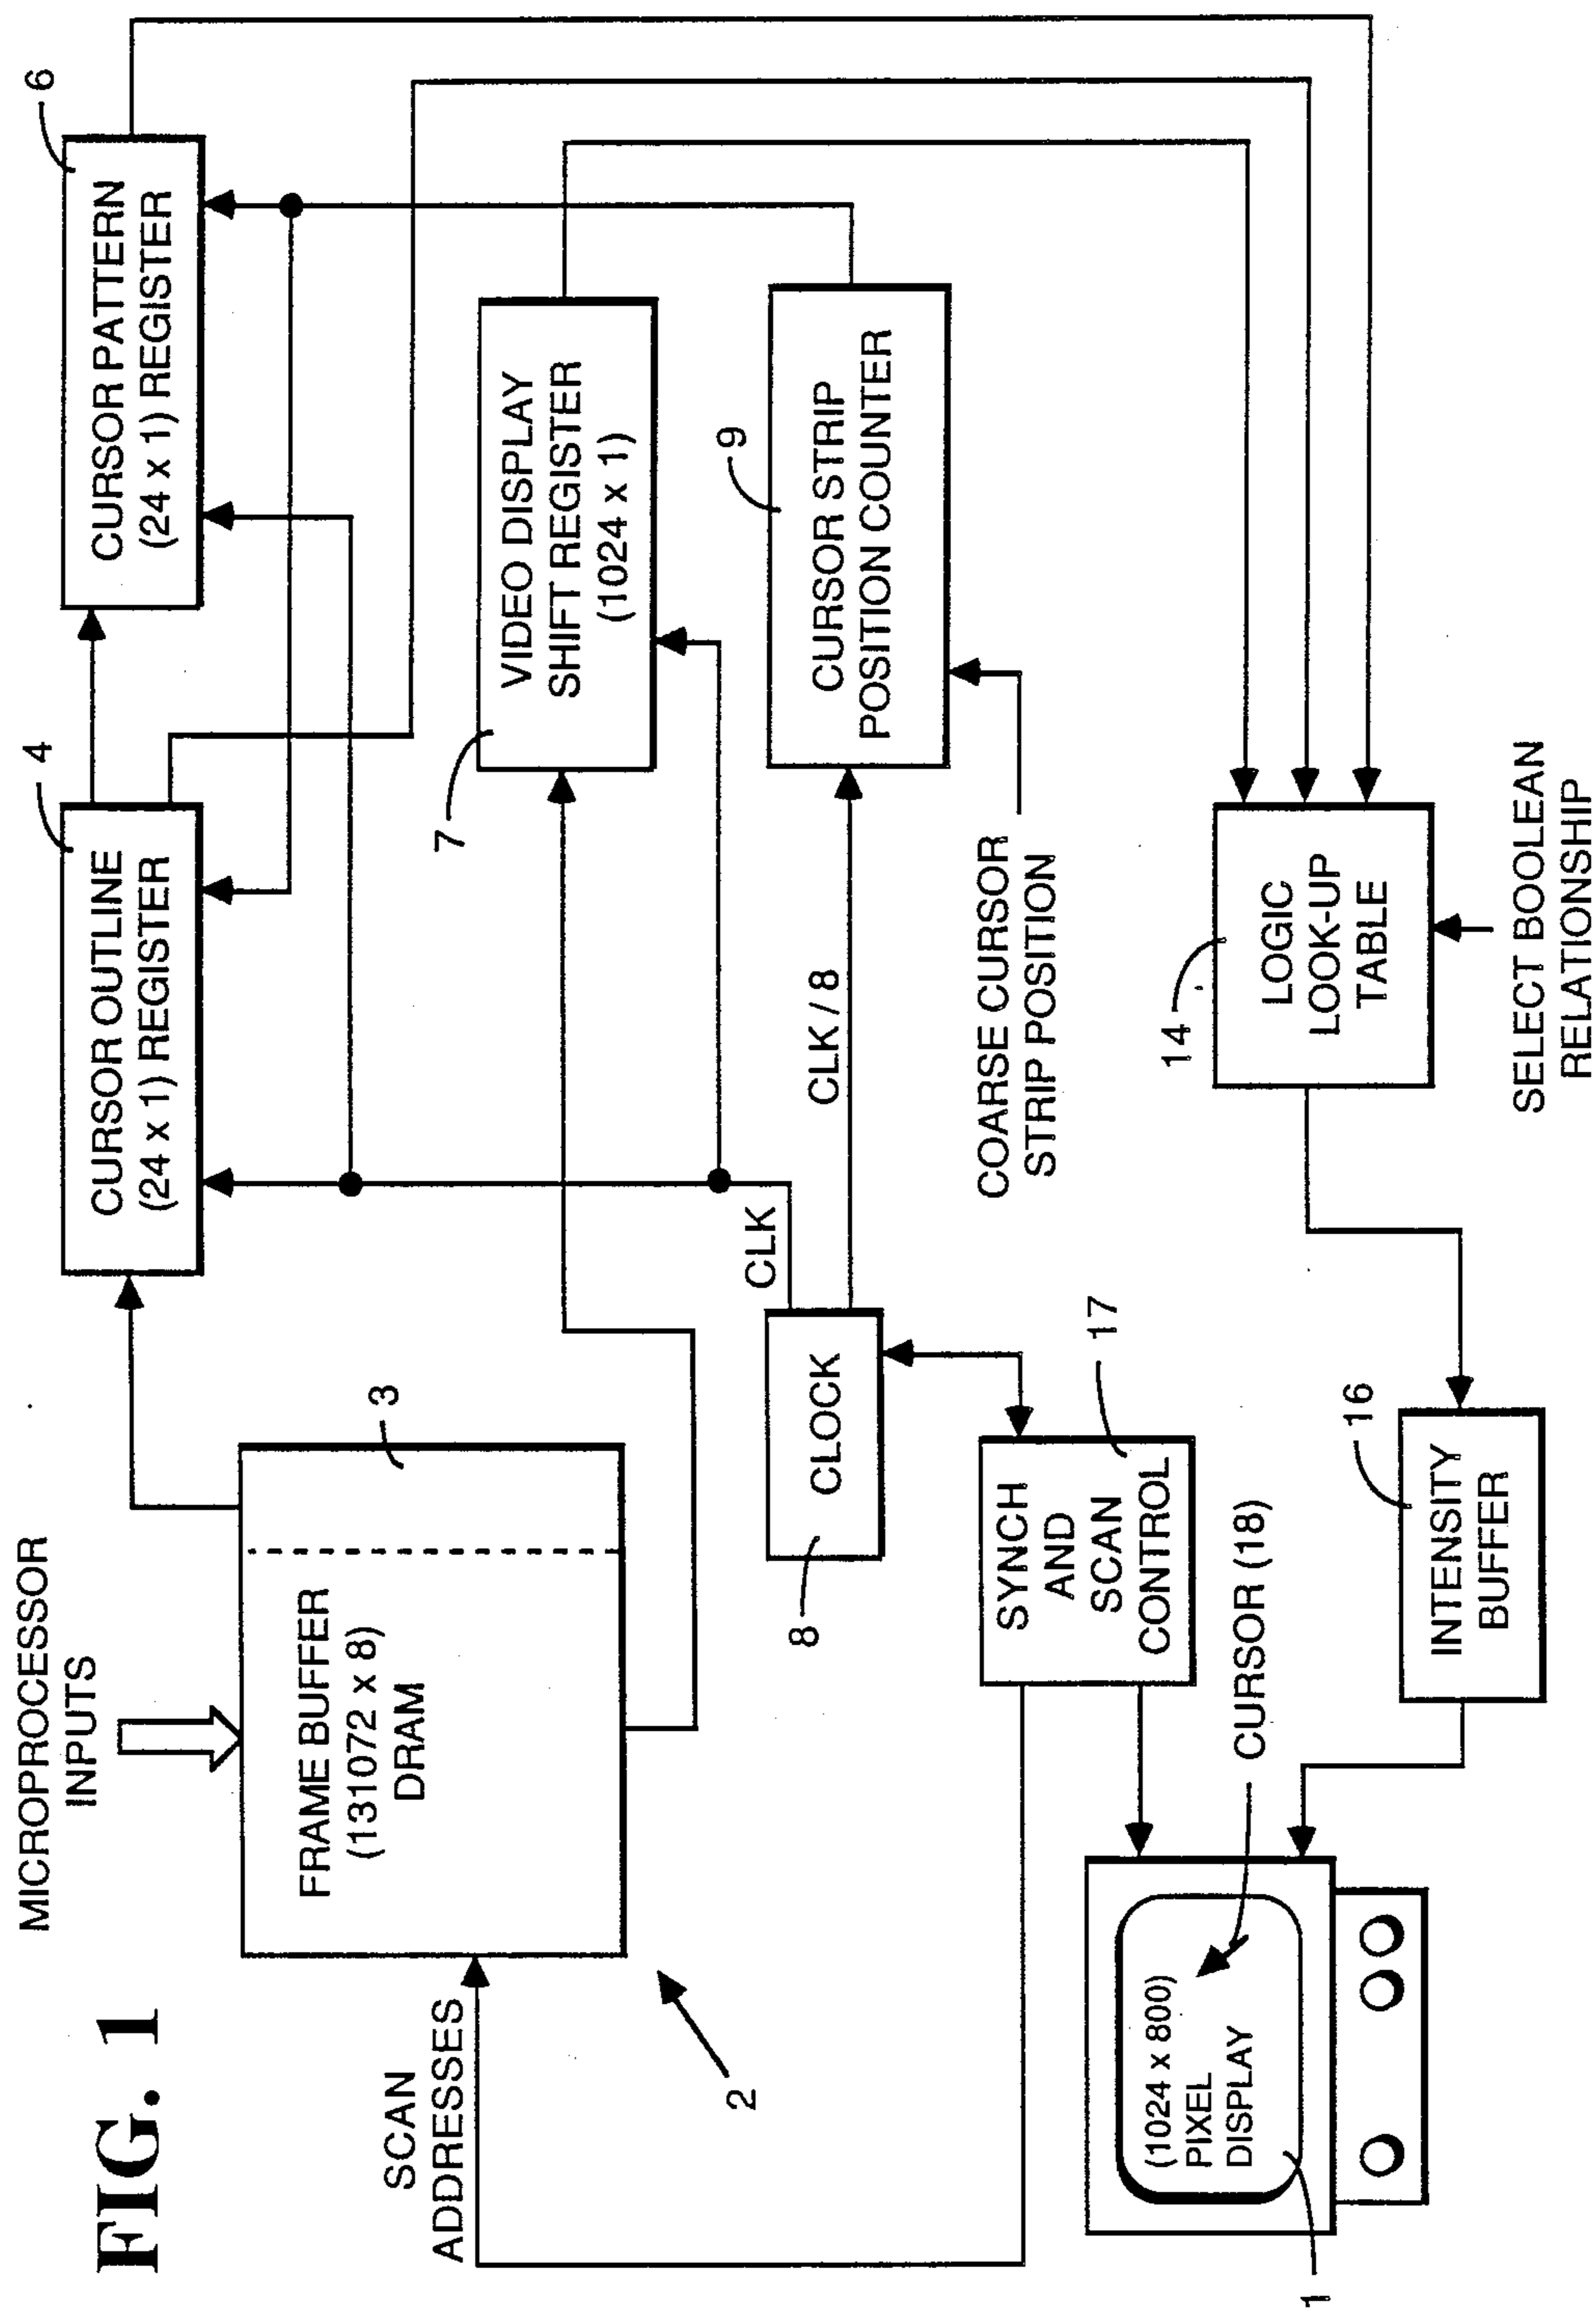 FIG. 1
MICROPROCESSOR
INPUTS
FRAME BUFFER
(131072 x 8)
DRAM
3
SCAN
ADDRESSES
2
CURSOR OUTLINE
(24 x 1) REGISTER
4
CURSOR PATTERN
(24 x 1) REGISTER
6
VIDEO DISPLAY
SHIFT REGISTER
(1024 x 1)
7
CLK
CLOCK
8
CLK / 8
CURSOR STRIP
POSITION COUNTER
9
COARSE CURSOR
STRIP POSITION
SYNCH
AND
SCAN
CONTROL
17
CURSOR (18)
(1024 x 800)
PIXEL
DISPLAY
1
INTENSITY
BUFFER
16
LOGIC
LOOK-UP
TABLE
14
SELECT BOOLEAN
RELATIONSHIP